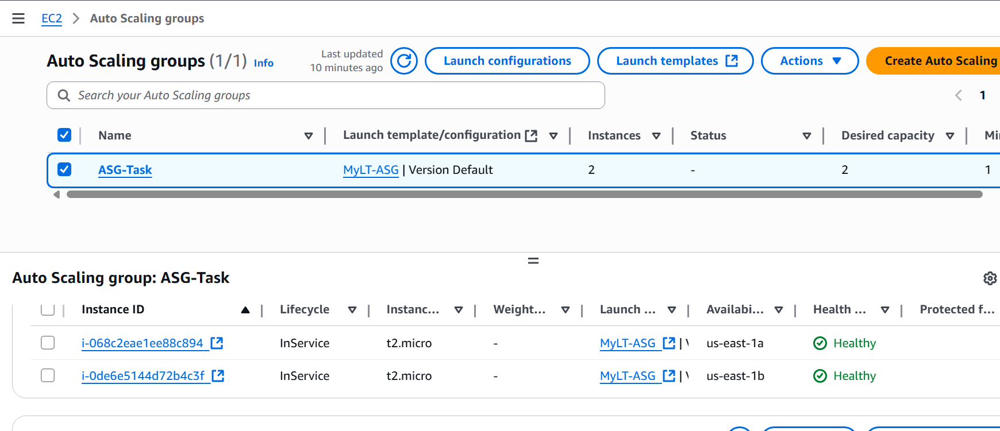 EC2 > Auto Scaling groups
Auto Scaling groups (1/1) Info
Last updated
10 minutes ago
Launch configurations
Launch templates
Actions
Create Auto Scaling
Search your Auto Scaling groups
1
Name Launch template/configuration Instances Status Desired capacity
ASG-Task MyLT-ASG | Version Default 2 - 2 1
Auto Scaling group: ASG-Task
Instance ID Lifecycle Instanc... Weight... Launch ... Availabi... Health ... Protected f...
i-068c2eae1ee88c894 InService t2.micro - MyLT-ASG | us-east-1a Healthy
i-0de6e5144d72b4c3f InService t2.micro - MyLT-ASG | us-east-1b Healthy